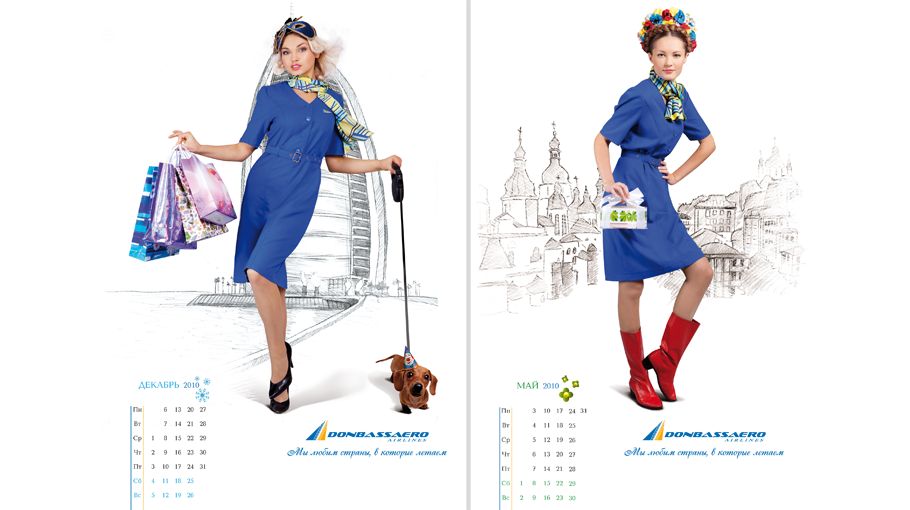 ДЕКАБРЬ 2010
Пн 6 13 20 27
Вт 7 14 21 28
Ср 1 8 15 22 29
Чт 2 9 16 23 30
Пт 3 10 17 24 31
Сб 4 11 18 25
Вс 5 12 19 26
DONBASSAERO
AIRLINES
Мы любим страны, в которые летаем
МАЙ 2010
Пн 3 10 17 24 31
Вт 4 11 18 25
Ср 5 12 19 26
Чт 6 13 20 27
Пт 7 14 21 28
Сб 1 8 15 22 29
Вс 2 9 16 23 30
DONBASSAERO
AIRLINES
Мы любим страны, в которые летаем